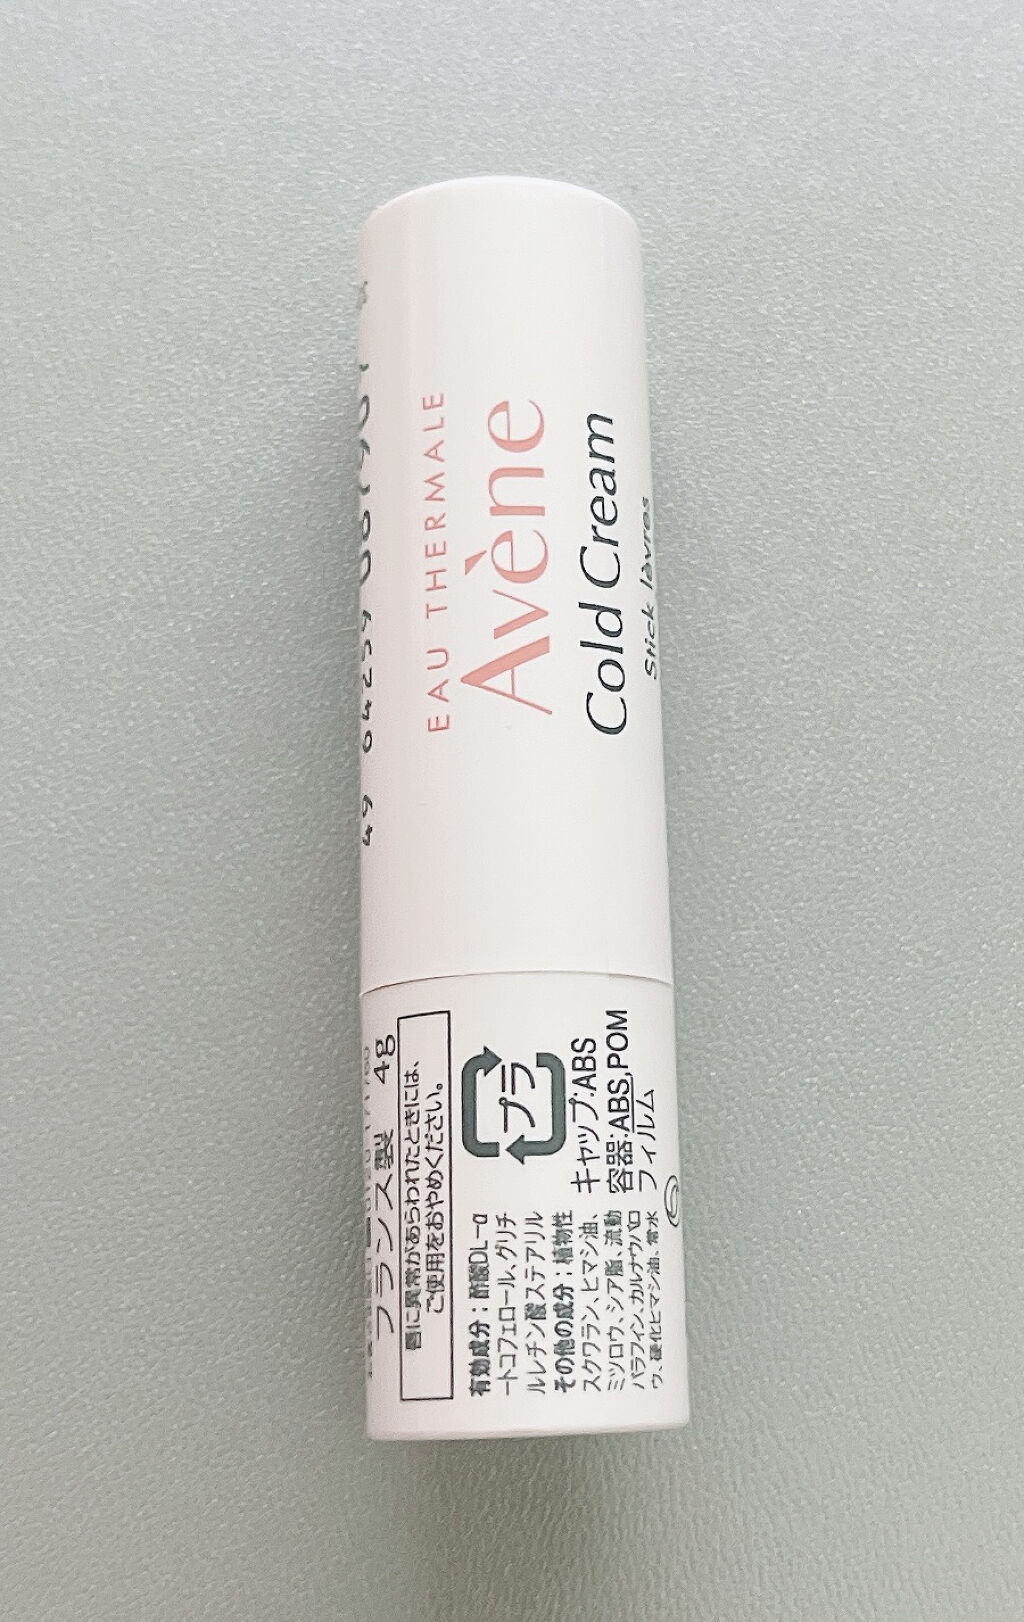 EAU THERMALE
Avène
Cold Cream
Stick lèvres
フランス製 4g
唇に異常があらわれたときには、
ご使用をおやめください。
プラ
キャップ:ABS
容器:ABS,POM
フィルム
有効成分:酢酸DL-α
ートコフェロール、グリチ
ルレチン酸ステアリル
その他の成分:植物性
スクワラン、ヒマシ油、
ミツロウ、シア脂、流動
パラフィン、カルナウバロ
ウ、硬化ヒマシ油、常水